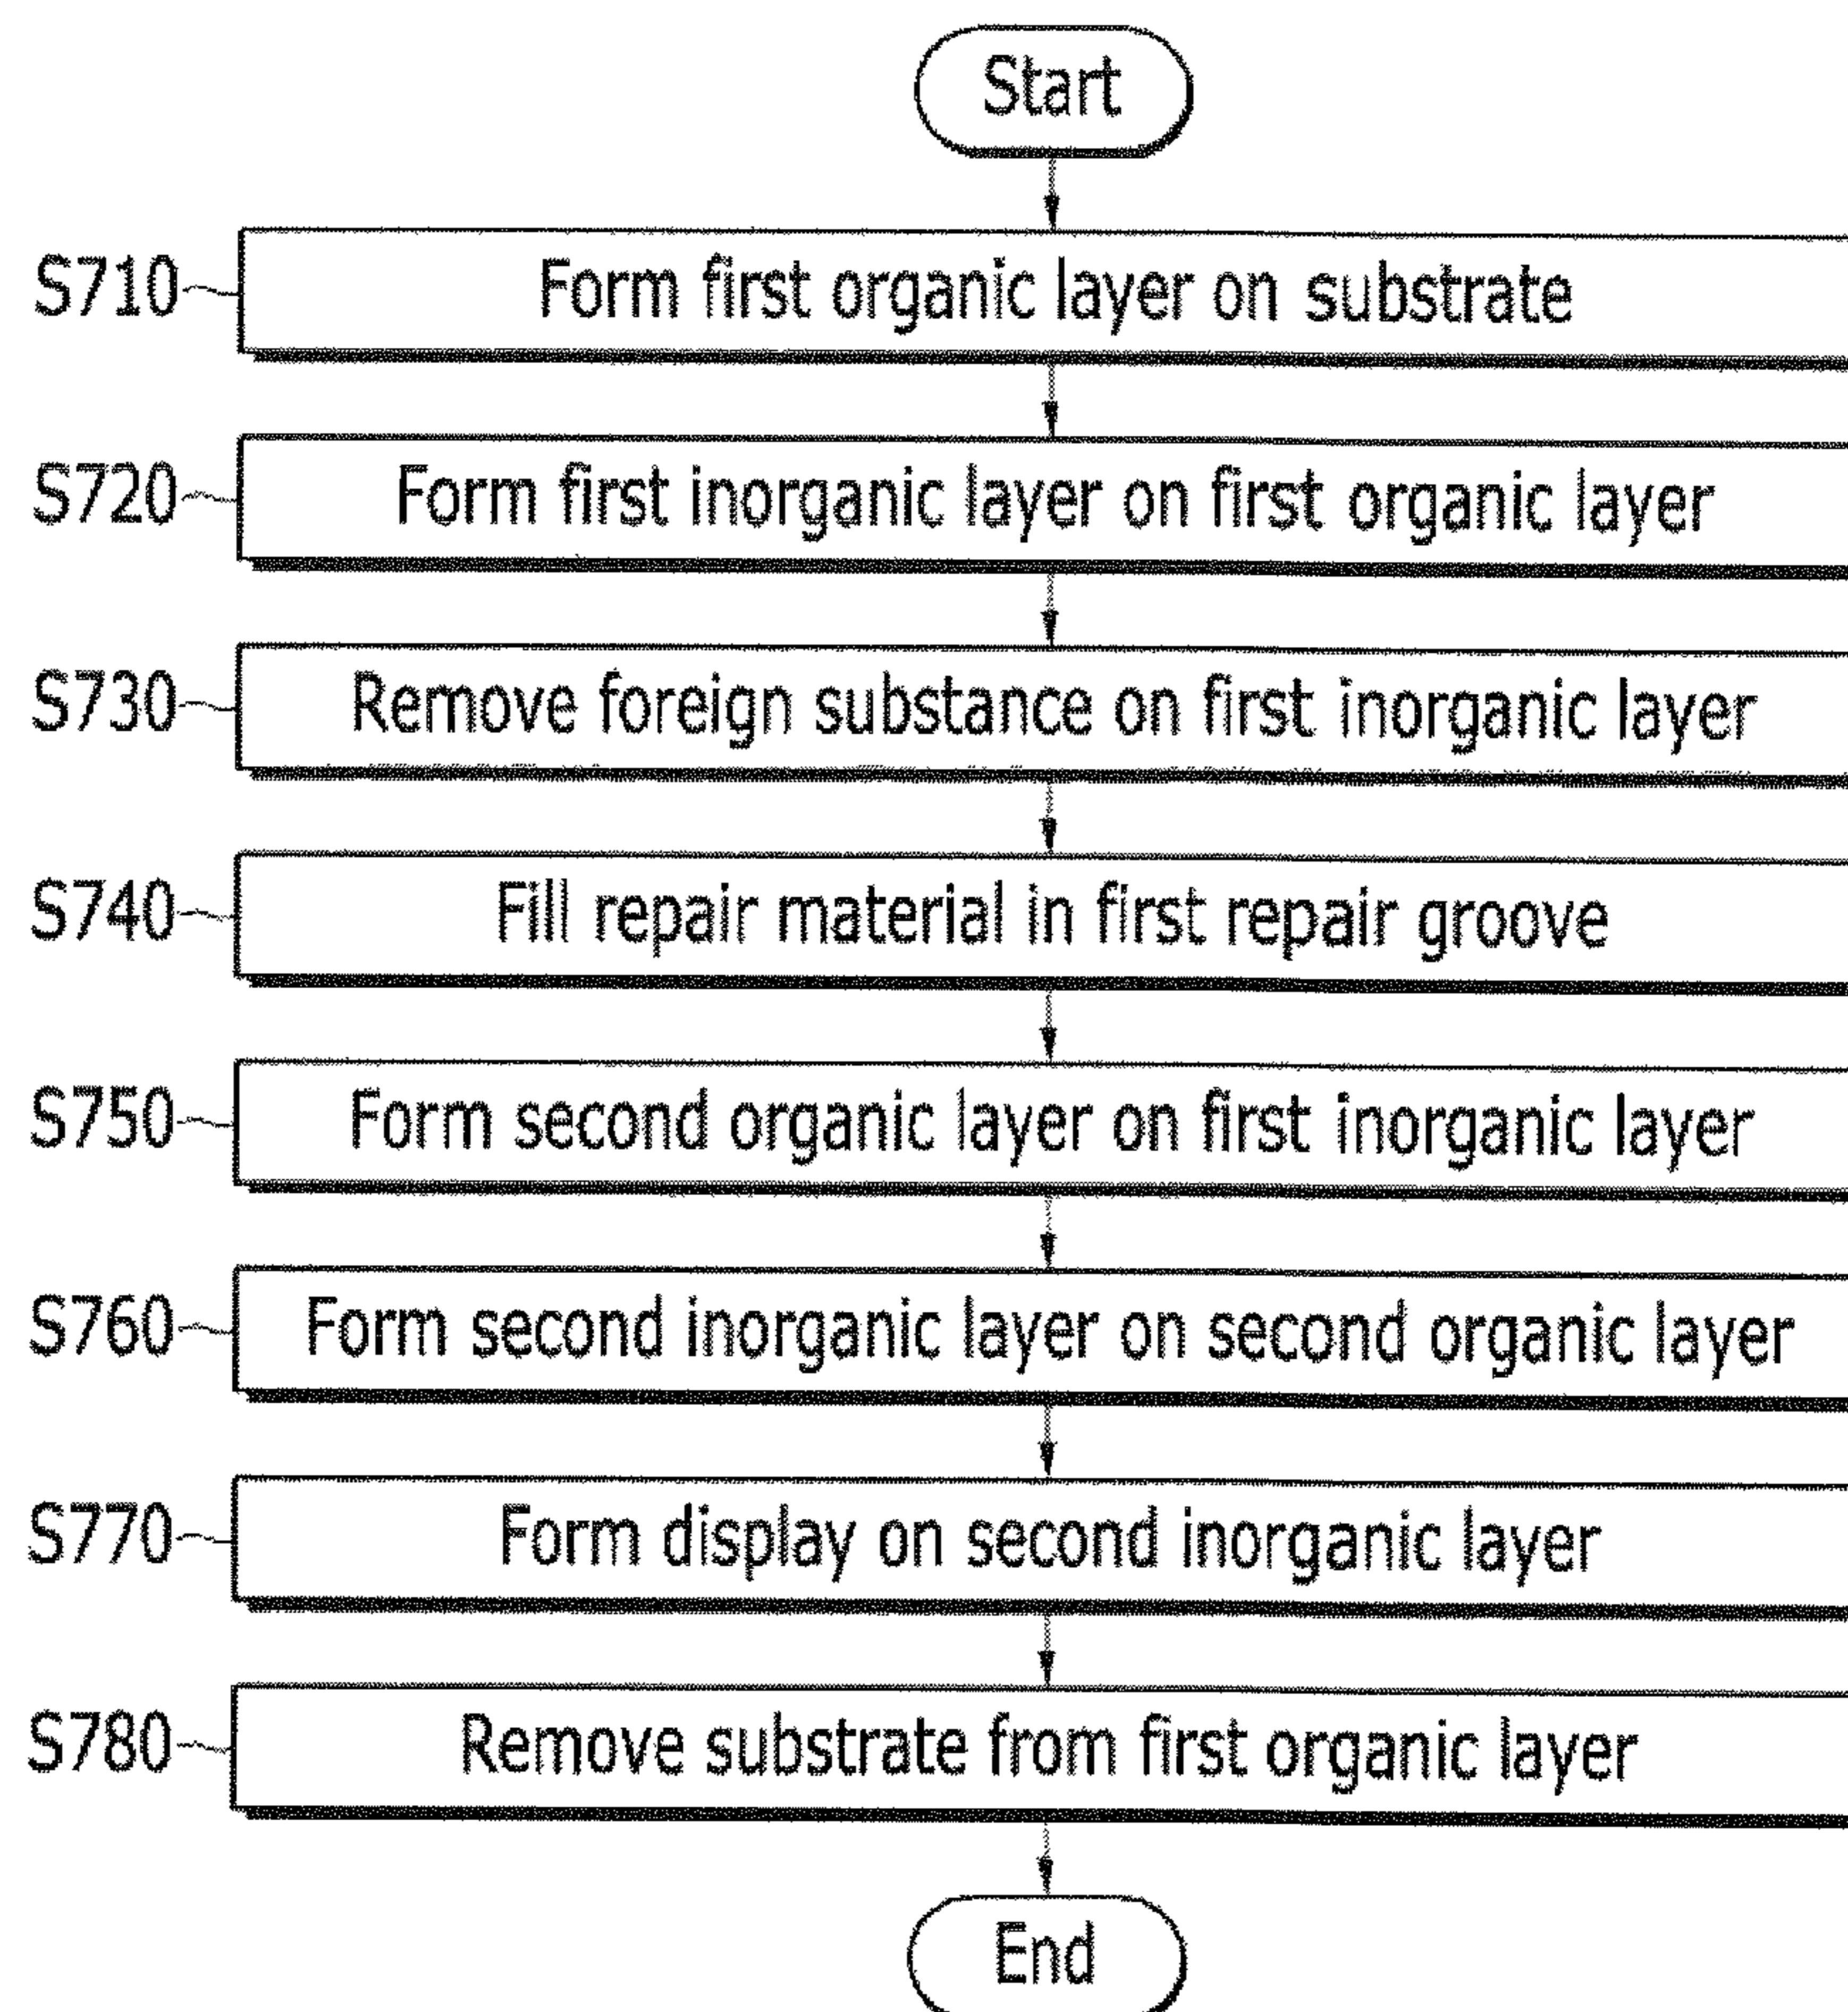 Start
S710 Form first organic layer on substrate
S720 Form first inorganic layer on first organic layer
S730 Remove foreign substance on first inorganic layer
S740 Fill repair material in first repair groove
S750 Form second organic layer on first inorganic layer
S760 Form second inorganic layer on second organic layer
S770 Form display on second inorganic layer
S780 Remove substrate from first organic layer
End